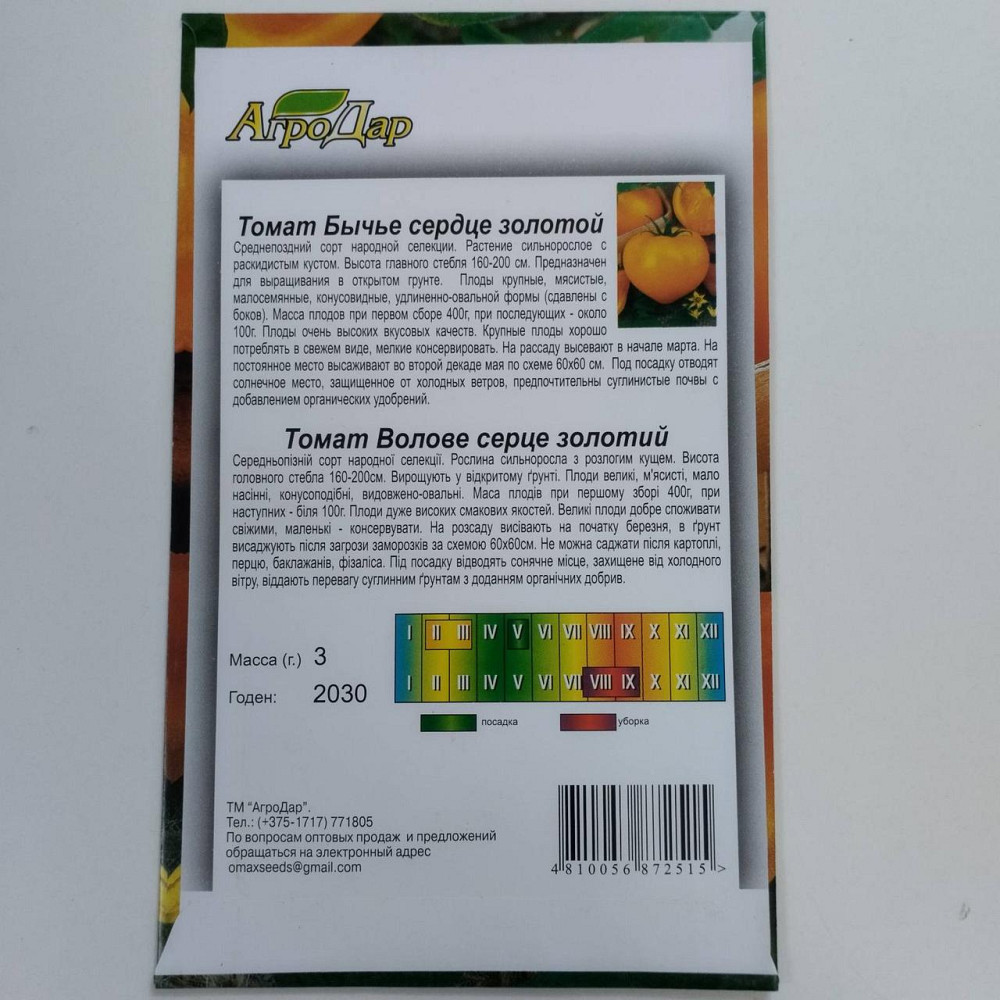 АгроДар
Томат Бычье сердце золотой
Среднепоздний сорт народной селекции. Растение сильнорослое с
раскидистым кустом. Высота главного стебля 160-200 см. Предназначен
для выращивания в открытом грунте. Плоды крупные, мясистые,
малосемянные, конусовидные, удлиненно-овальной формы (сдавлены с
боков). Масса плодов при первом сборе 400г, при последующих - около
100г. Плоды очень высоких вкусовых качеств. Крупные плоды хорошо
потреблять в свежем виде, мелкие консервировать. На рассаду высевают в начале марта. На
постоянное место высаживают во второй декаде мая по схеме 60х60 см. Под посадку отводят
солнечное место, защищенное от холодных ветров, предпочтительны суглинистые почвы с
добавлением органических удобрений.
Томат Волове серце золотий
Середньопізній сорт народної селекції. Рослина сильноросла з розлогим кущем. Висота
головного стебла 160-200см. Вирощують у відкритому ґрунті. Плоди великі, м'ясисті, мало
насінні, конусоподібні, видовжено-овальні. Маса плодів при першому зборі 400г, при
наступних - біля 100г. Плоди дуже високих смакових якостей. Великі плоди добре споживати
свіжими, маленькі - консервувати. На розсаду висівають на початку березня, в ґрунт
висаджують після загрози заморозків за схемою 60х60см. Не можна саджати після картоплі,
перцю, баклажанів, фізаліса. Під посадку відводять сонячне місце, захищене від холодного
вітру, віддають перевагу суглинним ґрунтам з доданням органічних добрив.
I II III IV V VI VII VIII IX X XI XII
I II III IV V VI VII VIII IX X XI XII
посадка уборка
Масса (г.) 3
Годен: 2030
ТМ "АгроДар".
Тел.: (+375-1717) 771805
По вопросам оптовых продаж и предложений
обращаться на электронный адрес
omaxseeds@gmail.com
4 810056 872515 >